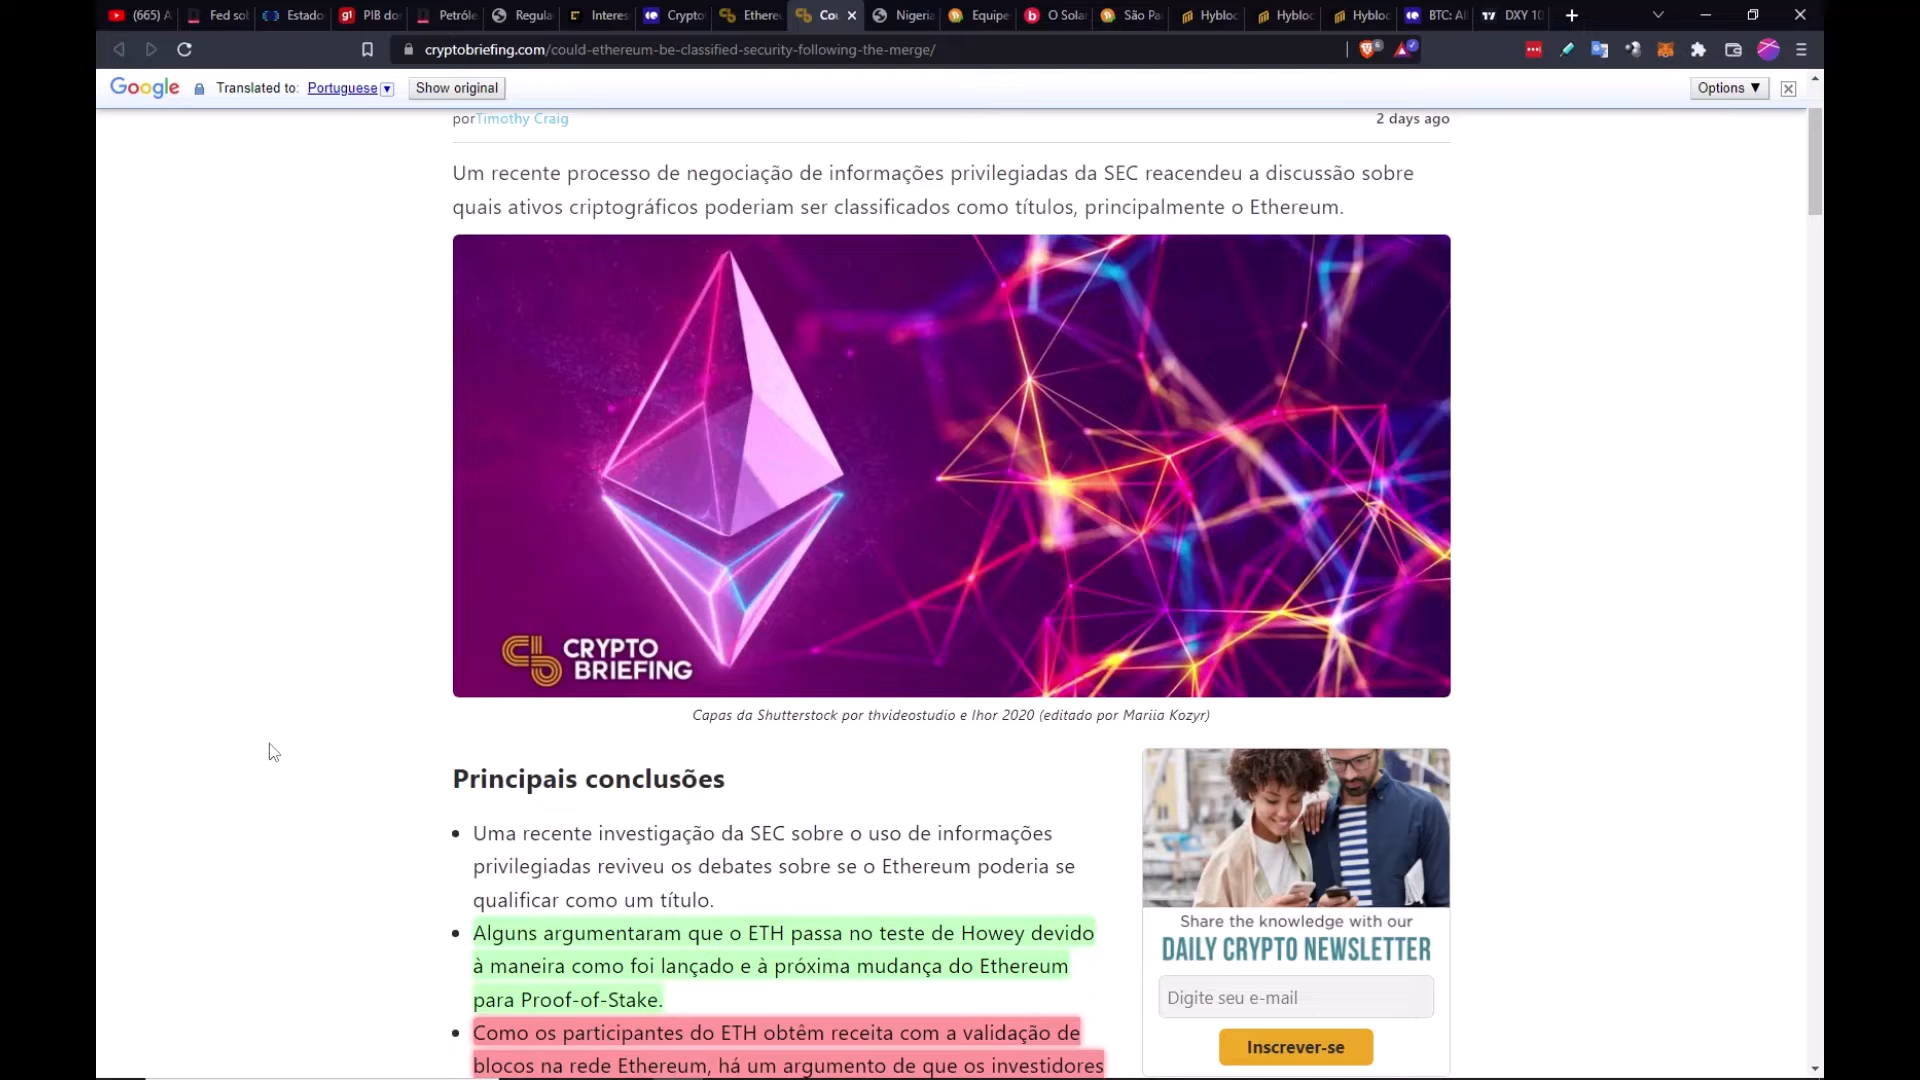 (665) A
Fed so
Estado
g1 PIB do
Petróle
Regula
Interes
Crypto
Ethere
Co
Nigeria
Equipe
O Sola
São Pa
Hybloc
Hybloc
Hybloc
BTC: A
DXY 10
cryptobriefing.com/could-ethereum-be-classified-security-following-the-merge/
Google Translated to: Portuguese Show original Options ▼
porTimothy Craig 2 days ago
Um recente processo de negociação de informações privilegiadas da SEC reacendeu a discussão sobre
quais ativos criptográficos poderiam ser classificados como títulos, principalmente o Ethereum.
CRYPTO
BRIEFING
Capas da Shutterstock por thvideostudio e Ihor 2020 (editado por Mariia Kozyr)
Principais conclusões
Uma recente investigação da SEC sobre o uso de informações
privilegiadas reviveu os debates sobre se o Ethereum poderia se
qualificar como um título.
Alguns argumentaram que o ETH passa no teste de Howey devido
à maneira como foi lançado e à próxima mudança do Ethereum
para Proof-of-Stake.
Como os participantes do ETH obtêm receita com a validação de
blocos na rede Ethereum, há um argumento de que os investidores
Share the knowledge with our
DAILY CRYPTO NEWSLETTER
Digite seu e-mail
Inscrever-se